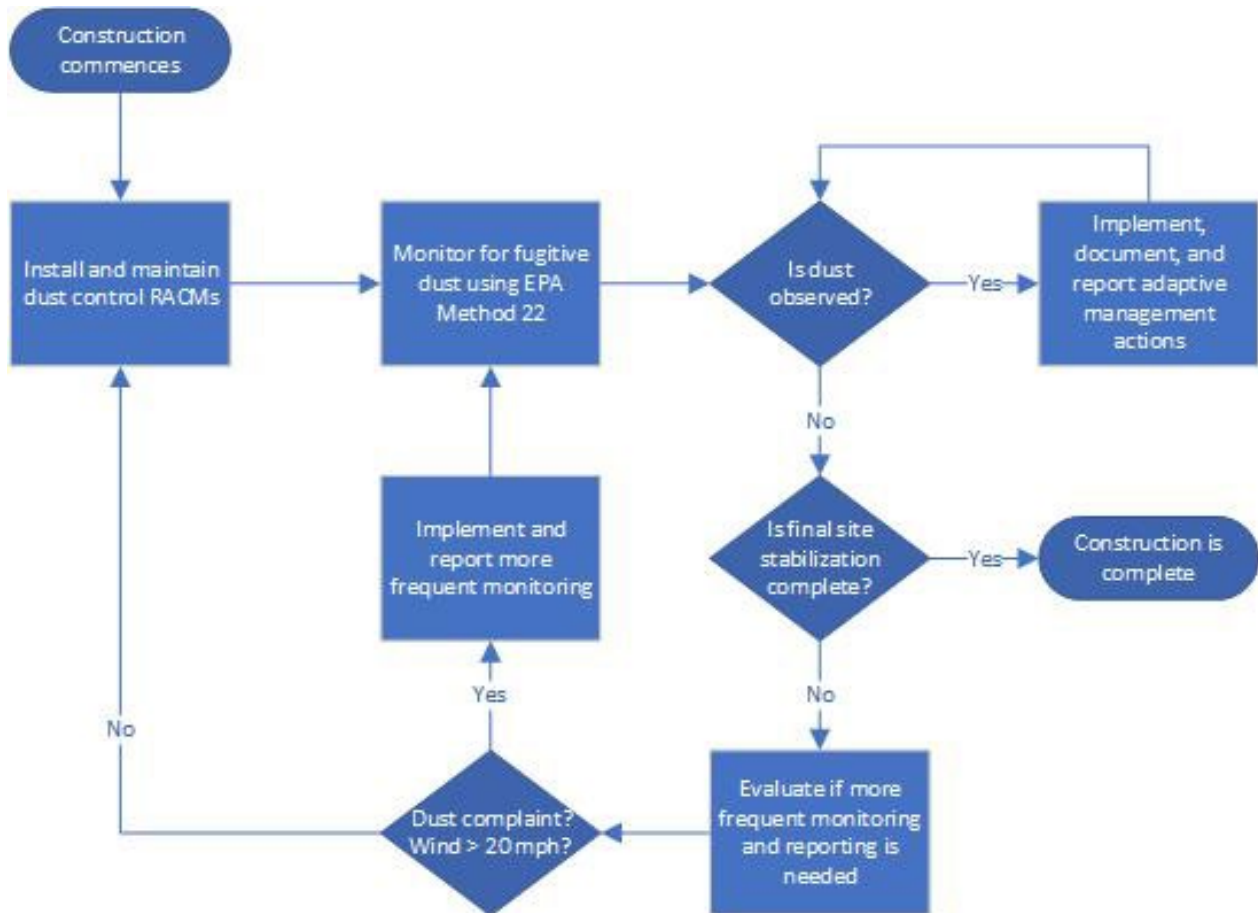 Construction
commences
Install and maintain
dust control RACMs
Monitor for fugitive
dust using EPA
Method 22
Is dust
observed?
Yes
Implement,
document, and
report adaptive
management
actions
No
Is final site
stabilization
complete?
Yes
Construction is
complete
No
Evaluate if more
frequent monitoring
and reporting is
needed
Dust complaint?
Wind > 20 mph?
Yes
Implement and
report more
frequent monitoring
No